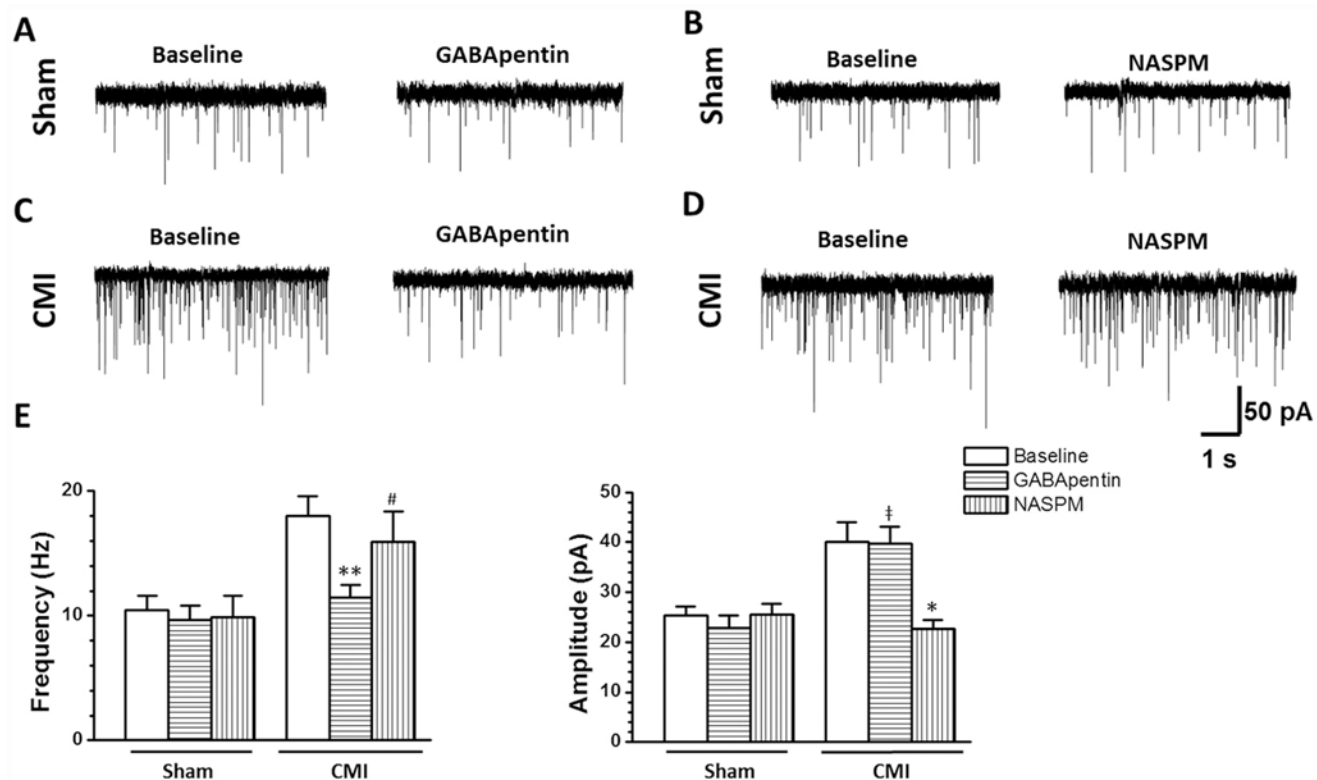 A
Sham
Baseline
GABApentin
B
Sham
Baseline
NASPM
C
CMI
Baseline
GABApentin
D
CMI
Baseline
NASPM
50 pA
1 s
E
Baseline
GABApentin
NASPM
Frequency (Hz)
20
10
0
**
#
Sham
CMI
Amplitude (pA)
50
40
30
20
10
0
‡
*
Sham
CMI